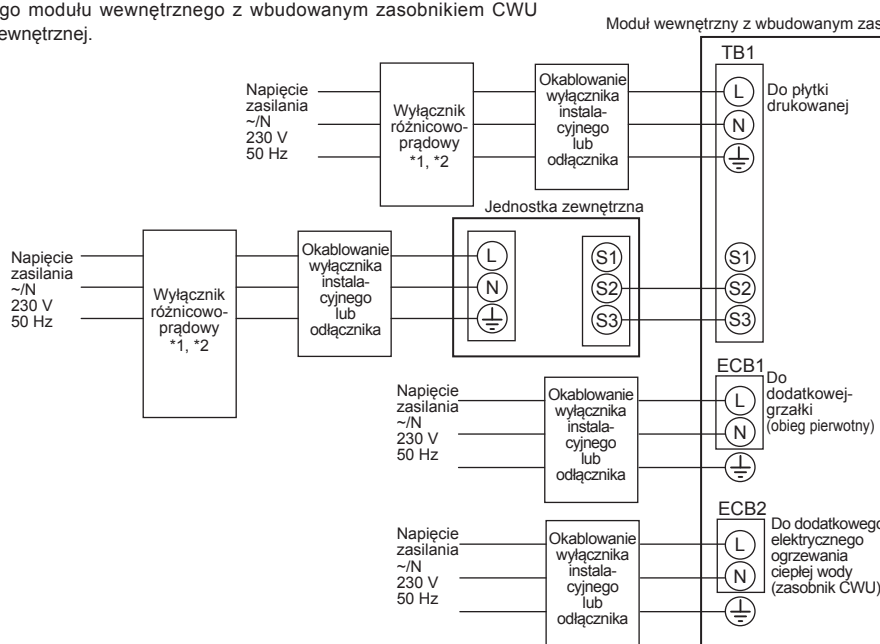 go modułu wewnętrznego z wbudowanym zasobnikiem CWU
ewnętrznej.
Moduł wewnętrzny z wbudowanym zas
TB1
Napięcie
zasilania
~/N
230 V
50 Hz
Wyłącznik
różnicowo-
prądowy
*1, *2
Okablowanie
wyłącznika
instala-
cyjnego
lub
odłącznika
L
N
Do płytki
drukowanej
Jednostka zewnętrzna
Napięcie
zasilania
~/N
230 V
50 Hz
Wyłącznik
różnicowo-
prądowy
*1, *2
Okablowanie
wyłącznika
instala-
cyjnego
lub
odłącznika
L
N
S1
S2
S3
S1
S2
S3
ECB1
Napięcie
zasilania
~/N
230 V
50 Hz
Okablowanie
wyłącznika
instala-
cyjnego
lub
odłącznika
L
N
Do
dodatkowej-
grzałki
(obieg pierwotny)
ECB2
Napięcie
zasilania
~/N
230 V
50 Hz
Okablowanie
wyłącznika
instala-
cyjnego
lub
odłącznika
L
N
Do dodatkowego
elektrycznego
ogrzewania
ciepłej wody
(zasobnik CWU)